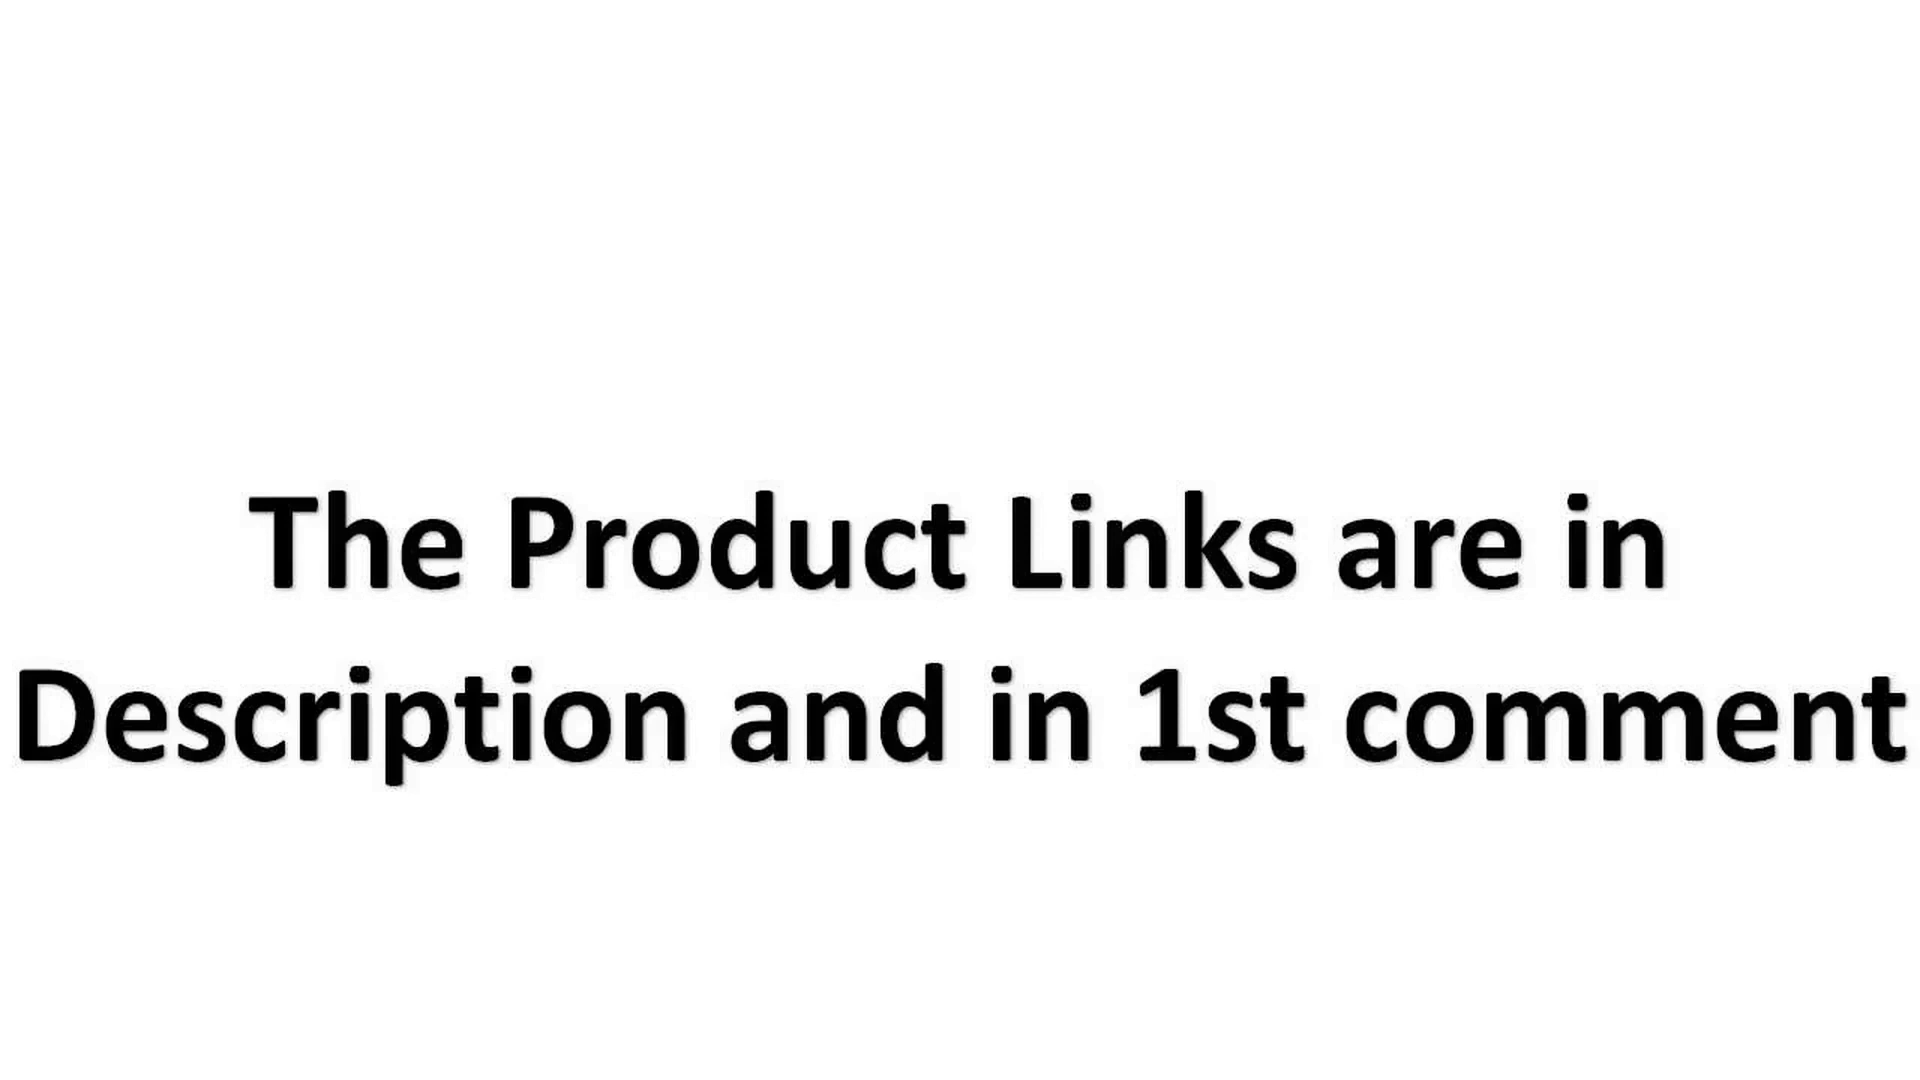 The Product Links are in
Description and in 1st comment